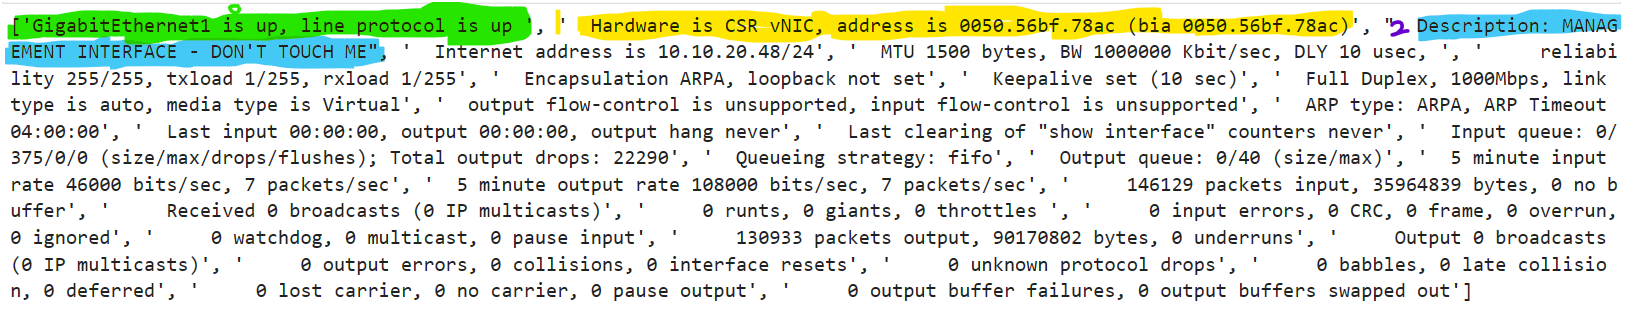 ['GigabitEthernet1 is up, line protocol is up ', ' Hardware is CSR vNIC, address is 0050.56bf.78ac (bia 0050.56bf.78ac)', " 2 Description: MANAG
EMENT INTERFACE - DON'T TOUCH ME", '  Internet address is 10.10.20.48/24', '  MTU 1500 bytes, BW 1000000 Kbit/sec, DLY 10 usec, ', '     reliabi
lity 255/255, txload 1/255, rxload 1/255', '  Encapsulation ARPA, loopback not set', '  Keepalive set (10 sec)', '  Full Duplex, 1000Mbps, link
type is auto, media type is Virtual', '  output flow-control is unsupported, input flow-control is unsupported', '  ARP type: ARPA, ARP Timeout
04:00:00', '  Last input 00:00:00, output 00:00:00, output hang never', '  Last clearing of "show interface" counters never', '  Input queue: 0/
375/0/0 (size/max/drops/flushes); Total output drops: 22290', '  Queueing strategy: fifo', '  Output queue: 0/40 (size/max)', '  5 minute input
rate 46000 bits/sec, 7 packets/sec', '  5 minute output rate 108000 bits/sec, 7 packets/sec', '     146129 packets input, 35964839 bytes, 0 no b
uffer', '     Received 0 broadcasts (0 IP multicasts)', '     0 runts, 0 giants, 0 throttles ', '     0 input errors, 0 CRC, 0 frame, 0 overrun,
0 ignored', '     0 watchdog, 0 multicast, 0 pause input', '     130933 packets output, 90170802 bytes, 0 underruns', '     Output 0 broadcasts
(0 IP multicasts)', '     0 output errors, 0 collisions, 0 interface resets', '     0 unknown protocol drops', '     0 babbles, 0 late collisio
n, 0 deferred', '     0 lost carrier, 0 no carrier, 0 pause output', '     0 output buffer failures, 0 output buffers swapped out']